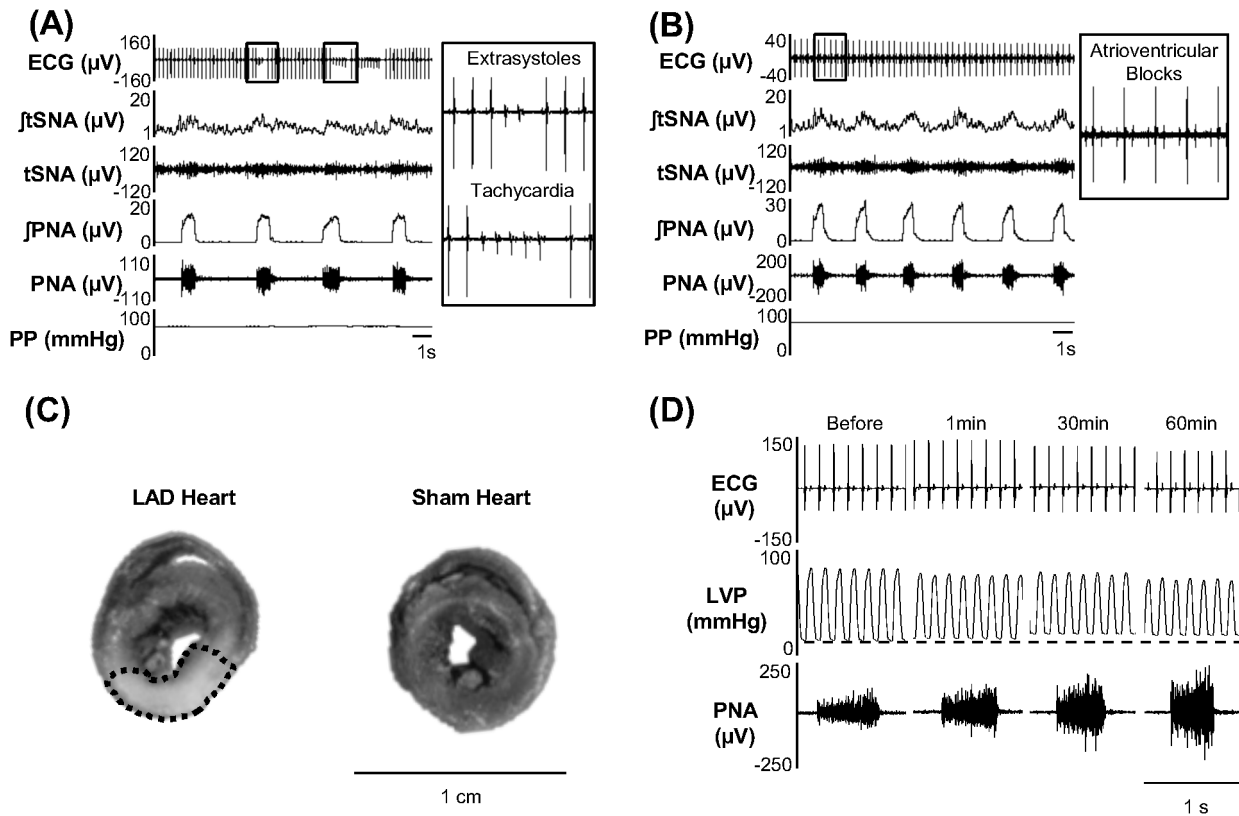 (A)
160
ECG (µV)
-160
20
∫tSNA (µV)
1
120
tSNA
(µV)
-120
20
∫PNA (µV)
0
110
PNA (µV)
-110
100
PP (mmHg)
0
1s
Extrasystoles
Tachycardia
(B)
40
ECG (µV)
-40
20
∫tSNA (µV)
1
120
tSNA
(µV)
-120
30
∫PNA (µV)
0
200
PNA (µV)
-200
100
PP (mmHg)
0
1s
Atrioventricular
Blocks
(C)
LAD Heart
Sham Heart
1 cm
(D)
Before
1min
30min
60min
150
ECG
(µV)
-150
100
LVP
(mmHg)
0
250
PNA
(µV)
-250
1 s